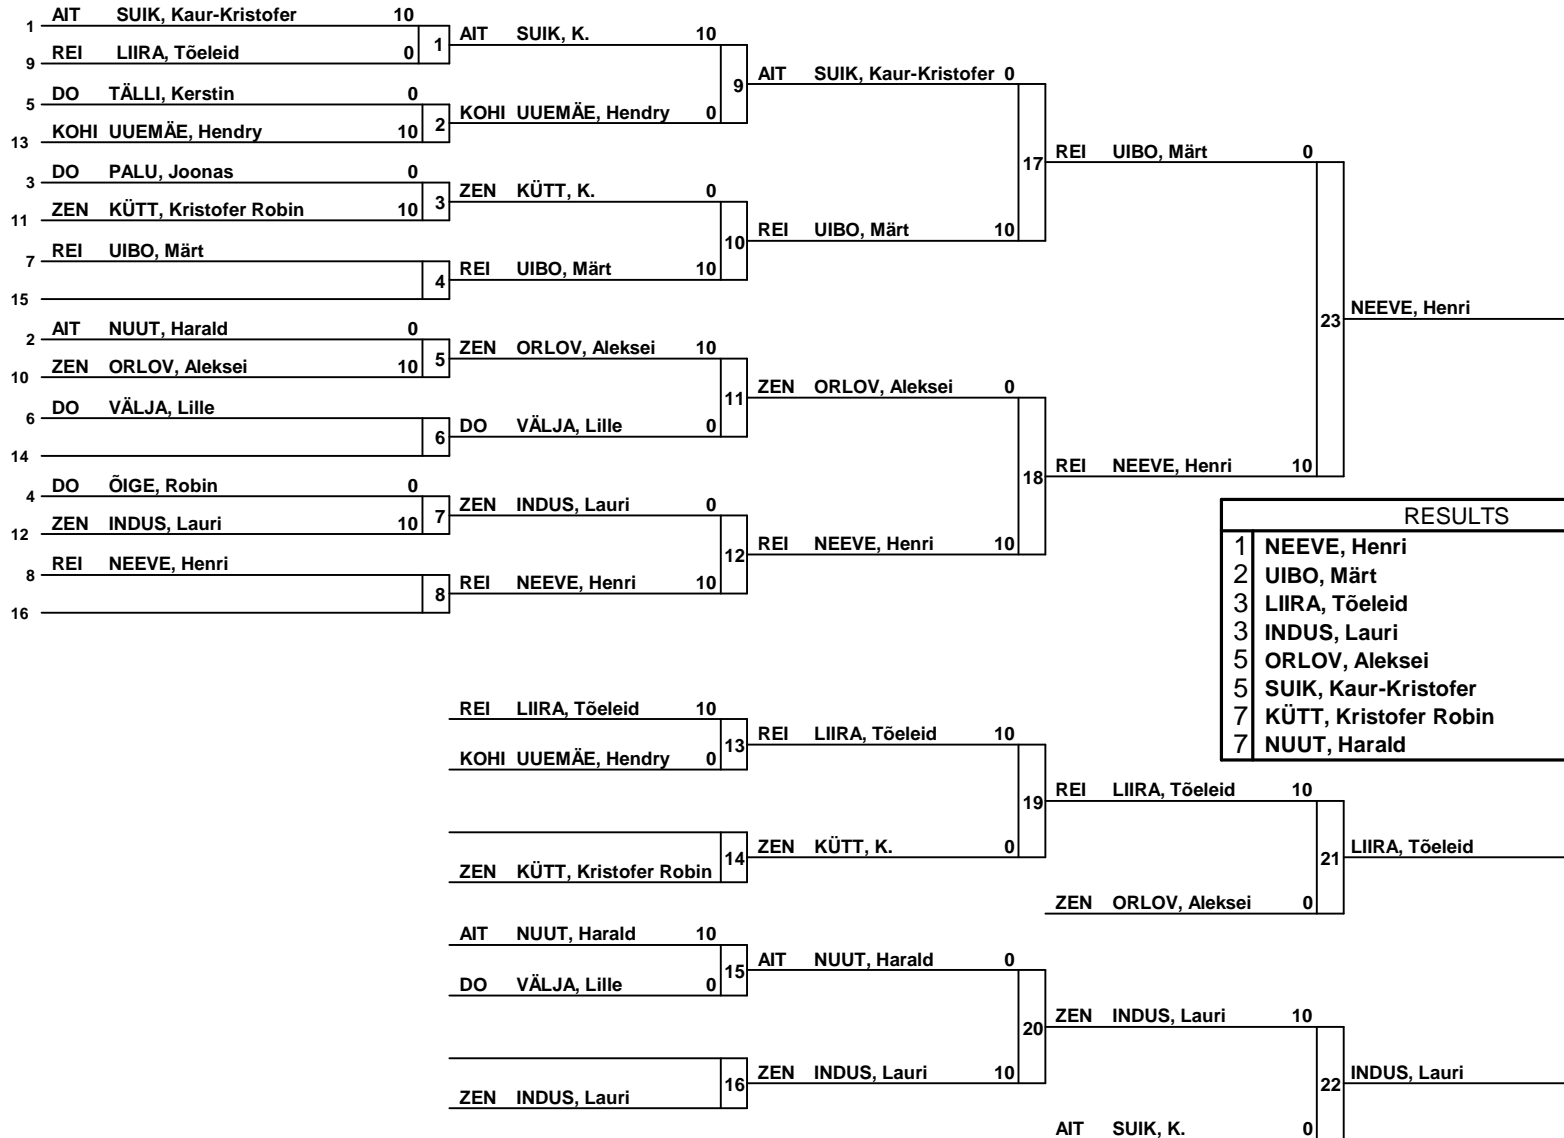 1 AIT SUIK, Kaur-Kristofer 10
9 REI LIIRA, Tõeleid 0
1
AIT SUIK, K. 10
5 DO TÄLLI, Kerstin 0
13 KOHI UUEMÄE, Hendry 10
2
KOHI UUEMÄE, Hendry 0
9
AIT SUIK, Kaur-Kristofer 0
3 DO PALU, Joonas 0
11 ZEN KÜTT, Kristofer Robin 10
3
ZEN KÜTT, K. 0
7 REI UIBO, Märt
15
4
REI UIBO, Märt 10
10
REI UIBO, Märt 10
17
REI UIBO, Märt 0
2 AIT NUUT, Harald 0
10 ZEN ORLOV, Aleksei 10
5
ZEN ORLOV, Aleksei 10
6 DO VÄLJA, Lille
14
6
DO VÄLJA, Lille 0
11
ZEN ORLOV, Aleksei 0
4 DO ÕIGE, Robin 0
12 ZEN INDUS, Lauri 10
7
ZEN INDUS, Lauri 0
8 REI NEEVE, Henri
16
8
REI NEEVE, Henri 10
12
REI NEEVE, Henri 10
18
REI NEEVE, Henri 10
23
NEEVE, Henri
RESULTS
1 NEEVE, Henri
2 UIBO, Märt
3 LIIRA, Tõeleid
3 INDUS, Lauri
5 ORLOV, Aleksei
5 SUIK, Kaur-Kristofer
7 KÜTT, Kristofer Robin
7 NUUT, Harald
REI LIIRA, Tõeleid 10
KOHI UUEMÄE, Hendry 0
13
REI LIIRA, Tõeleid 10
ZEN KÜTT, Kristofer Robin
14
ZEN KÜTT, K. 0
19
REI LIIRA, Tõeleid 10
ZEN ORLOV, Aleksei 0
21
LIIRA, Tõeleid
AIT NUUT, Harald 10
DO VÄLJA, Lille 0
15
AIT NUUT, Harald 0
ZEN INDUS, Lauri
16
ZEN INDUS, Lauri 10
20
ZEN INDUS, Lauri 10
AIT SUIK, K. 0
22
INDUS, Lauri